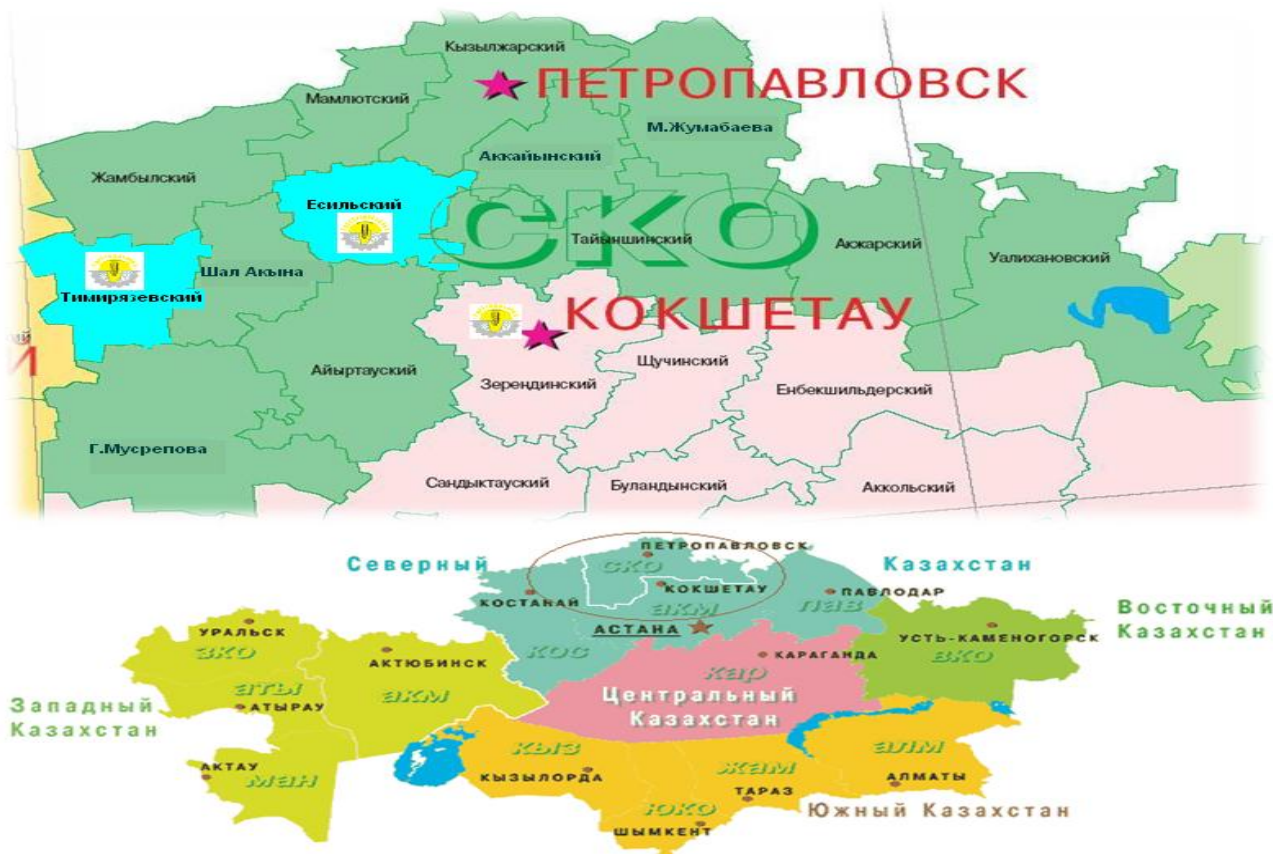 Кызылжарский
ПЕТРОПАВЛОВСК
Мамлютский
М.Жумабаева
Аккайынский
Жамбылский
Есильский
СКО
Тайыншинский
Акжарский
Уалихановский
Шал Акына
Тимирязевский
КОКШЕТАУ
Айыртауский
Зерендинский
Щучинский
Енбекшильдерский
Г.Мусрепова
Сандыктауский
Буландынский
Аккольский
ПЕТРОПАВЛОВСК
Северный
СКО
Казахстан
КОКШЕТАУ
КОСТАНАЙ
акм
пав
ПАВЛОДАР
Восточный
Казахстан
АСТАНА
УРАЛЬСК
зко
кос
УСТЬ-КАМЕНОГОРСК
вко
АКТЮБИНСК
кар
КАРАГАНДА
аты
акм
Центральный
Казахстан
Западный
Казахстан
АТЫРАУ
кыз
алм
АКТАУ
ман
КЫЗЫЛОРДА
жам
АЛМАТЫ
ТАРАЗ
юко
Южный Казахстан
ШЫМКЕНТ